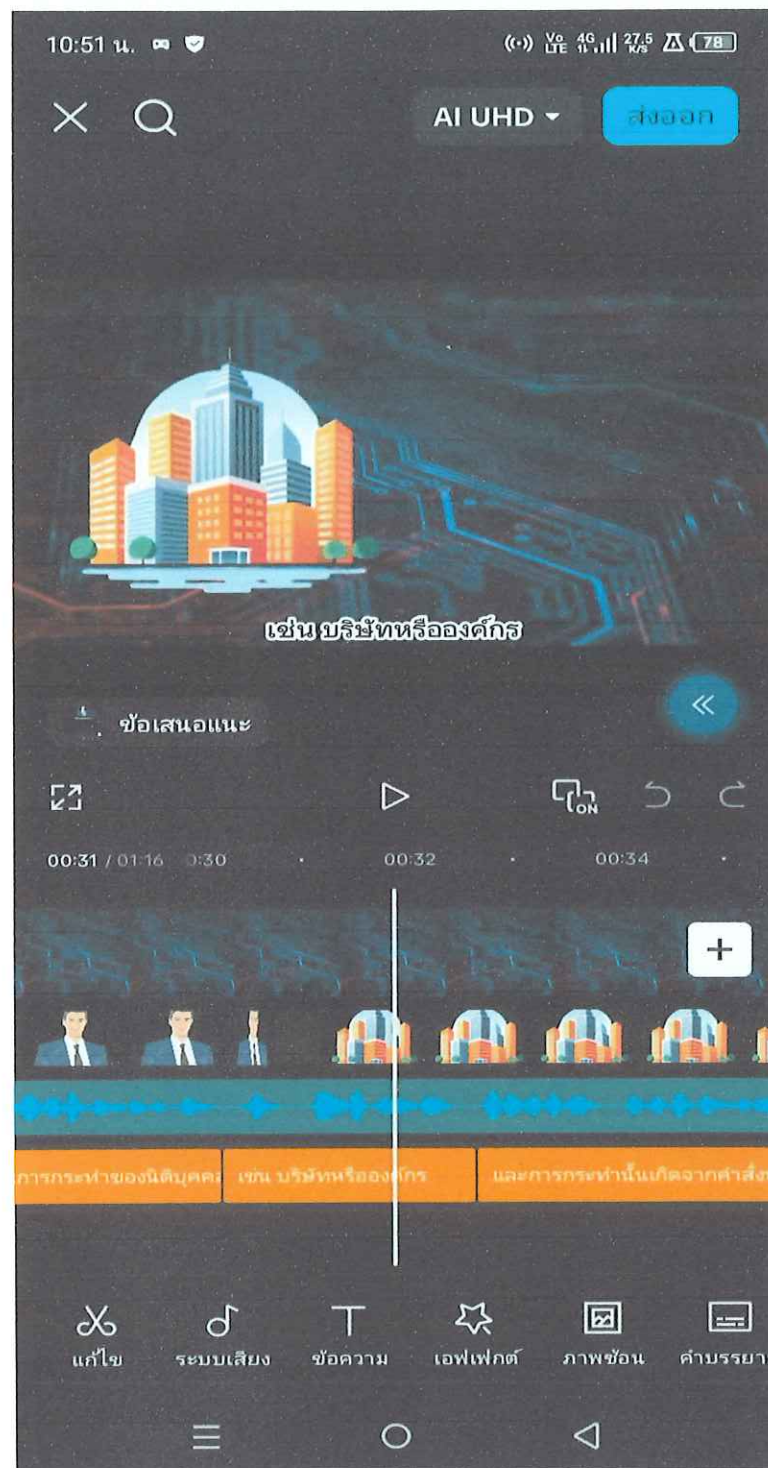 10:51 น. Vo LTE 4G 27.5 K/S 78
AI UHD ส่งออก
เช่น บริษัทหรือองค์กร
ข้อเสนอแนะ
ON
00:31 / 01:16 0:30 00:32 00:34
การกระทำของนิติบุคคล เช่น บริษัทหรือองค์กร และการกระทำนั้นเกิดจากคำสั่ง
แก้ไข ระบบเสียง ข้อความ เอฟเฟกต์ ภาพซ้อน คำบรรยา